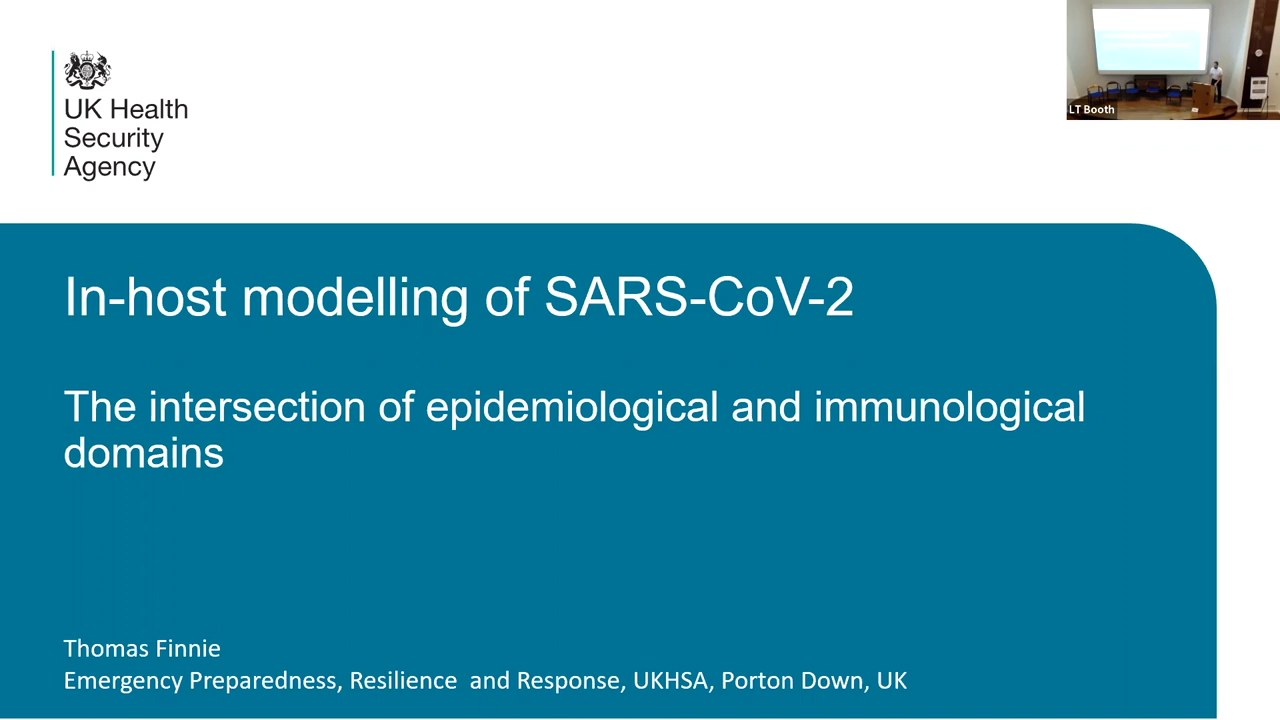 LT Booth
UK Health
Security
Agency
In-host modelling of SARS-CoV-2
The intersection of epidemiological and immunological
domains
Thomas Finnie
Emergency Preparedness, Resilience and Response, UKHSA, Porton Down, UK